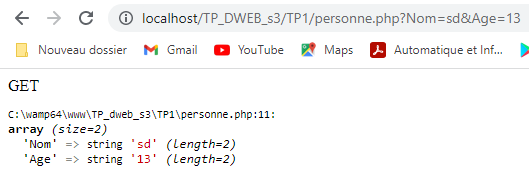 localhost/TP_DWEB_s3/TP1/personne.php?Nom=sd&Age=13
Nouveau dossier Gmail YouTube Maps Automatique et Inf...
GET
C:\wamp64\www\TP_dweb_s3\TP1\personne.php:11:
array (size=2)
'Nom' => string 'sd' (length=2)
'Age' => string '13' (length=2)